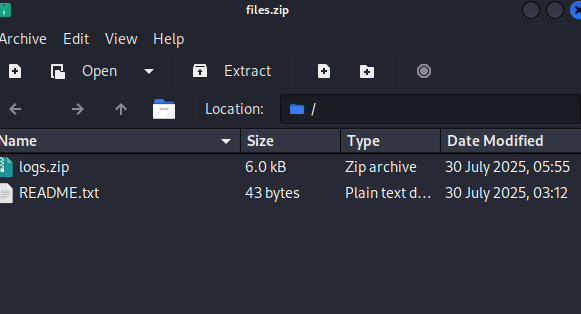 files.zip
Archive Edit View Help
Open Extract
Location: /
Name Size Type Date Modified
logs.zip 6.0 kB Zip archive 30 July 2025, 05:55
README.txt 43 bytes Plain text d... 30 July 2025, 03:12